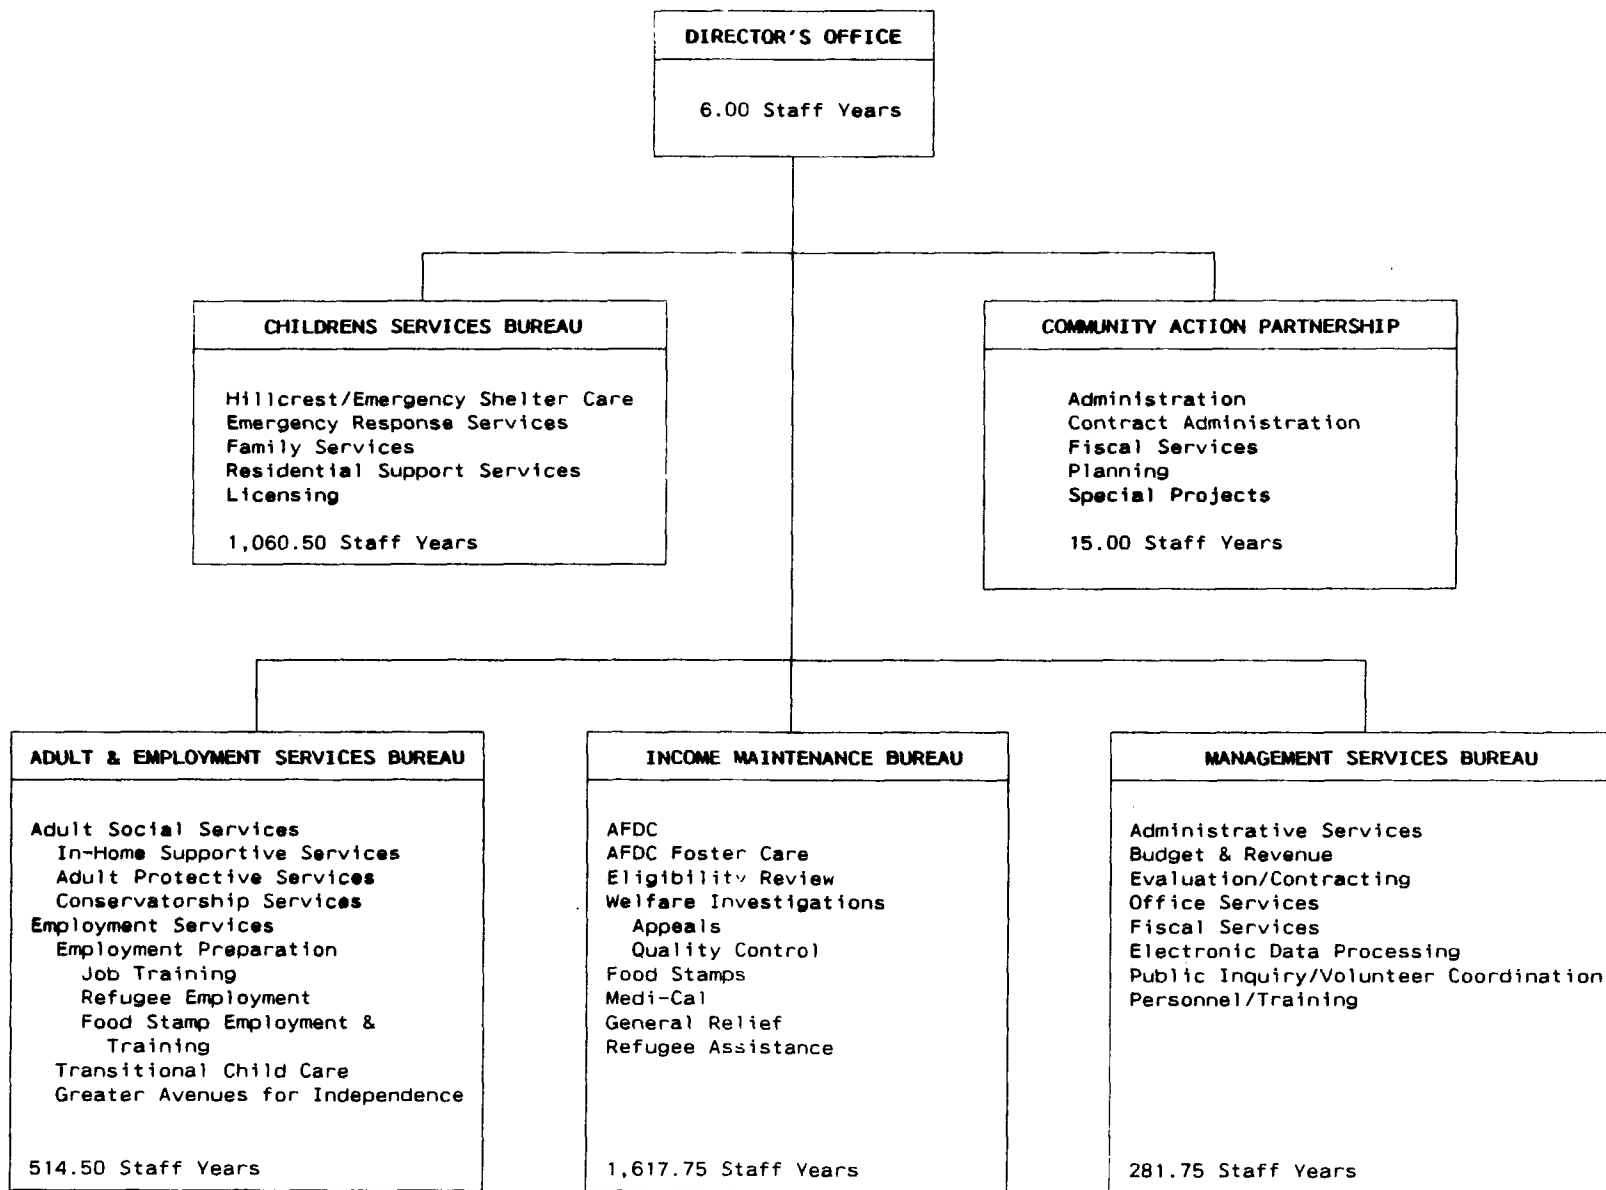 DIRECTOR'S OFFICE
6.00 Staff Years
CHILDRENS SERVICES BUREAU
Hillcrest/Emergency Shelter Care
Emergency Response Services
Family Services
Residential Support Services
Licensing
1,060.50 Staff Years
COMMUNITY ACTION PARTNERSHIP
Administration
Contract Administration
Fiscal Services
Planning
Special Projects
15.00 Staff Years
ADULT & EMPLOYMENT SERVICES BUREAU
Adult Social Services
In-Home Supportive Services
Adult Protective Services
Conservatorship Services
Employment Services
Employment Preparation
Job Training
Refugee Employment
Food Stamp Employment &
Training
Transitional Child Care
Greater Avenues for Independence
514.50 Staff Years
INCOME MAINTENANCE BUREAU
AFDC
AFDC Foster Care
Eligibility Review
Welfare Investigations
Appeals
Quality Control
Food Stamps
Medi-Cal
General Relief
Refugee Assistance
1,617.75 Staff Years
MANAGEMENT SERVICES BUREAU
Administrative Services
Budget & Revenue
Evaluation/Contracting
Office Services
Fiscal Services
Electronic Data Processing
Public Inquiry/Volunteer Coordination
Personnel/Training
281.75 Staff Years